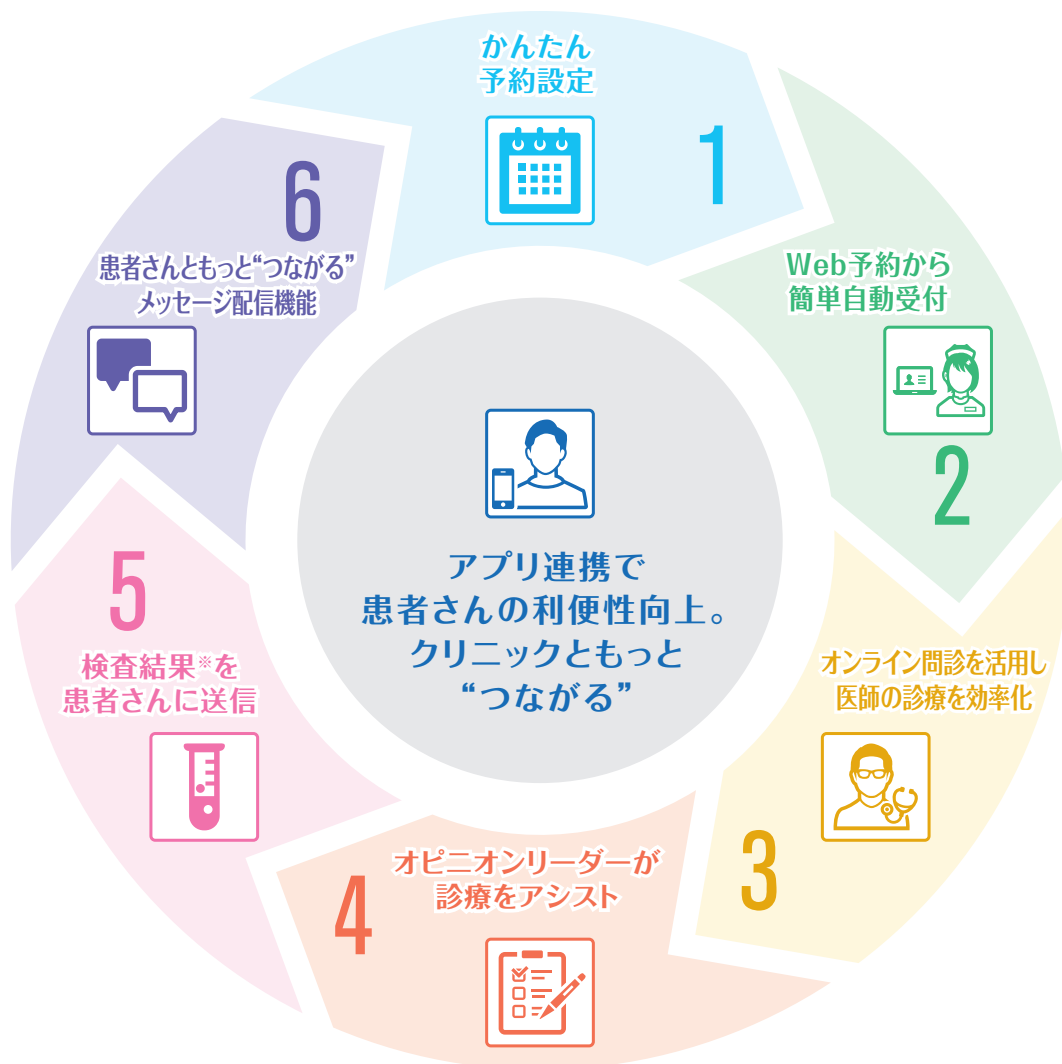 かんたん
予約設定
1
Web予約から
簡単自動受付
2
オンライン問診を活用し
医師の診療を効率化
3
オピニオンリーダーが
診療をアシスト
4
5
検査結果※を
患者さんに送信
6
患者さんともっと“つながる”
メッセージ配信機能
アプリ連携で
患者さんの利便性向上。
クリニックともっと
“つながる”